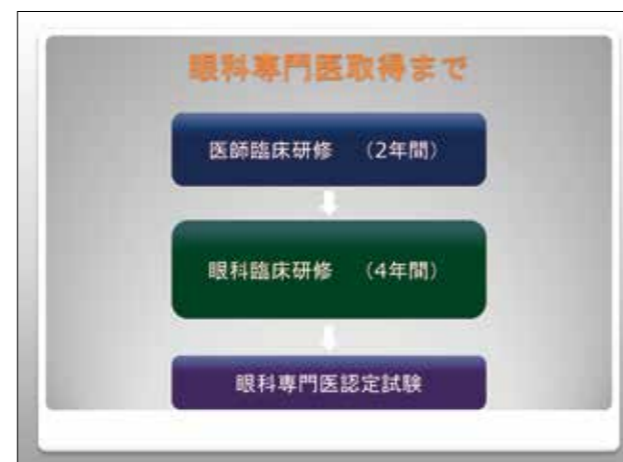 眼科専門医取得まで
医師臨床研修 （2年間）
眼科臨床研修 （4年間）
眼科専門医認定試験